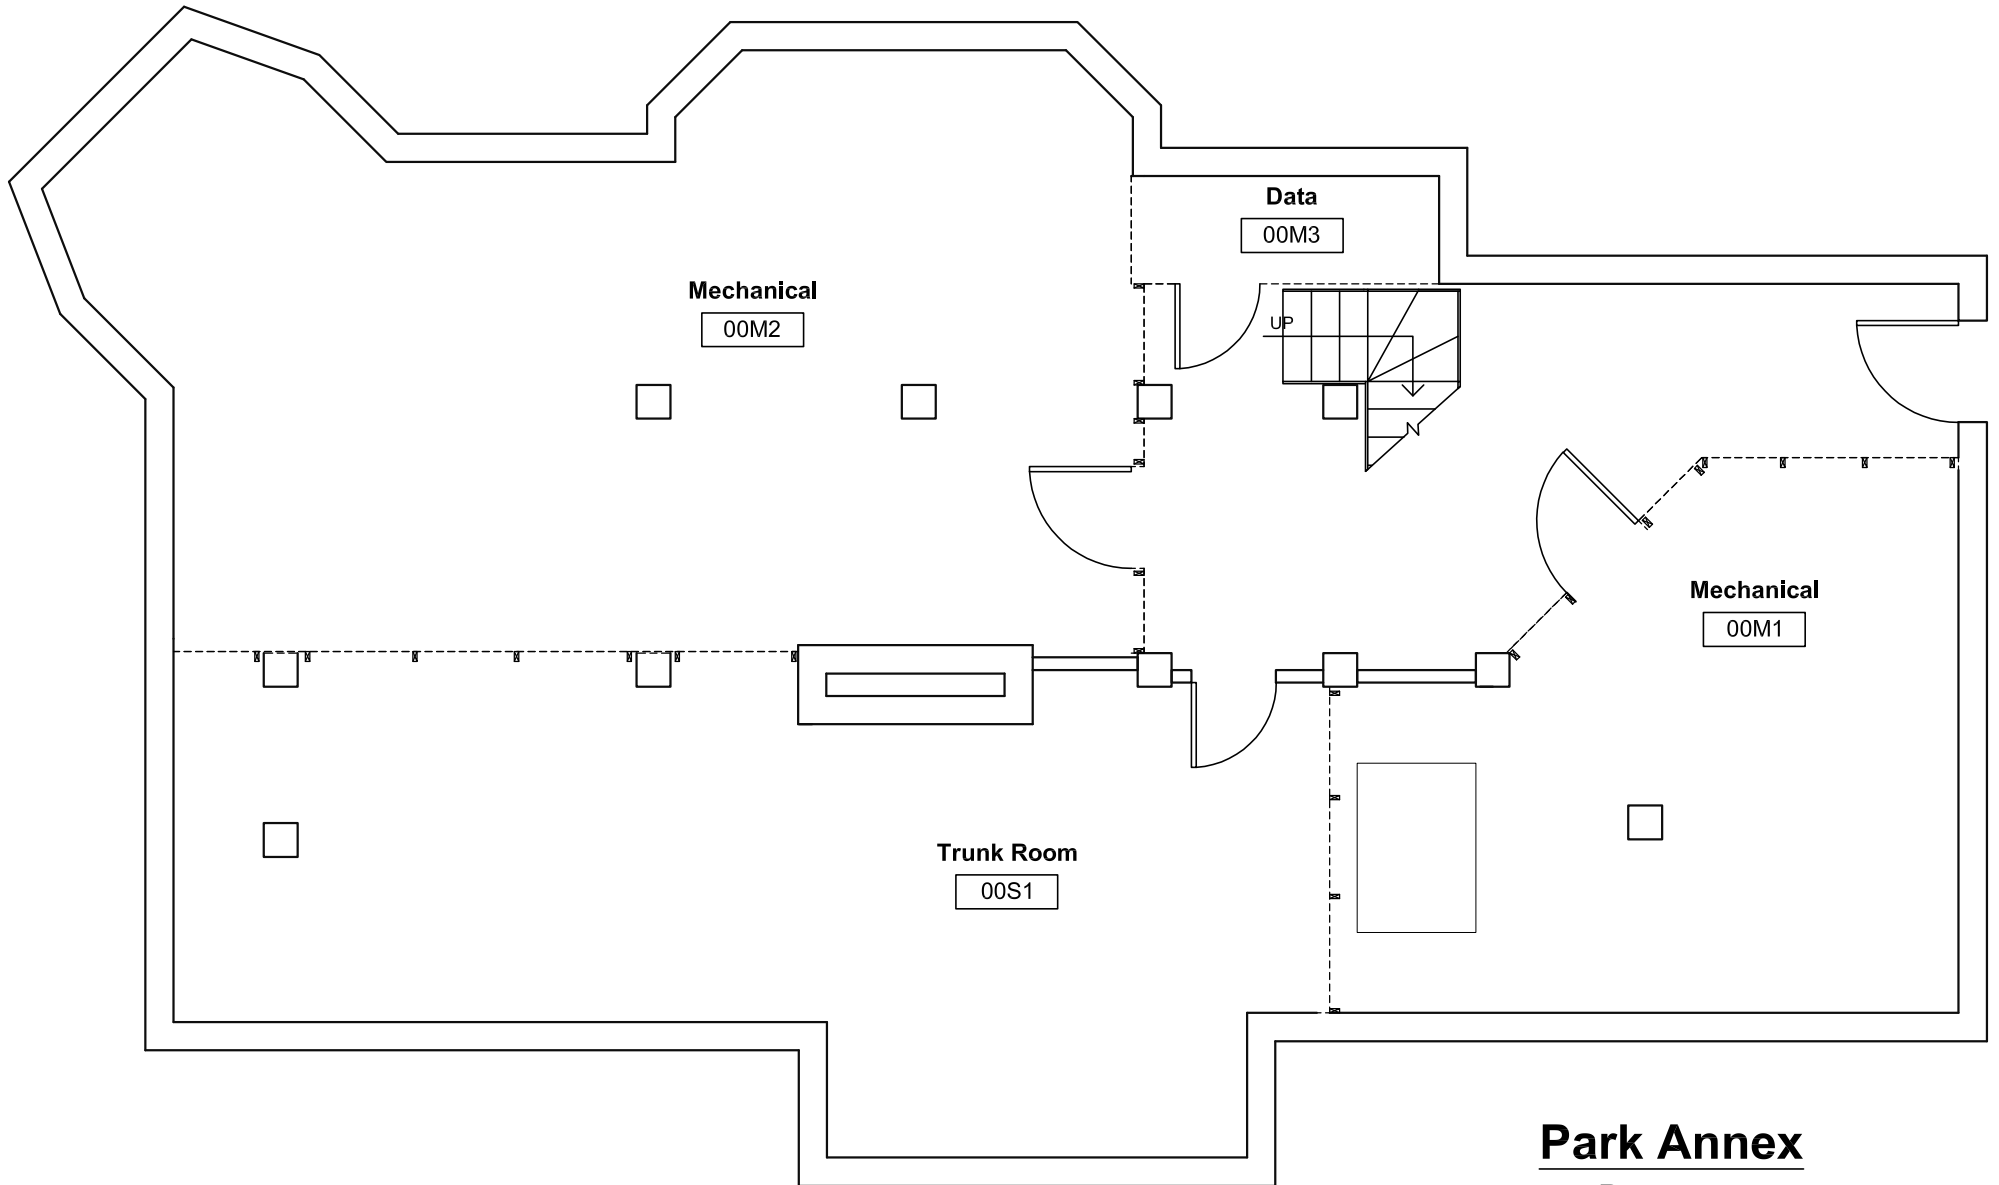 Data
00M3
Mechanical
00M2
UP
Mechanical
00M1
Trunk Room
00S1
Park Annex